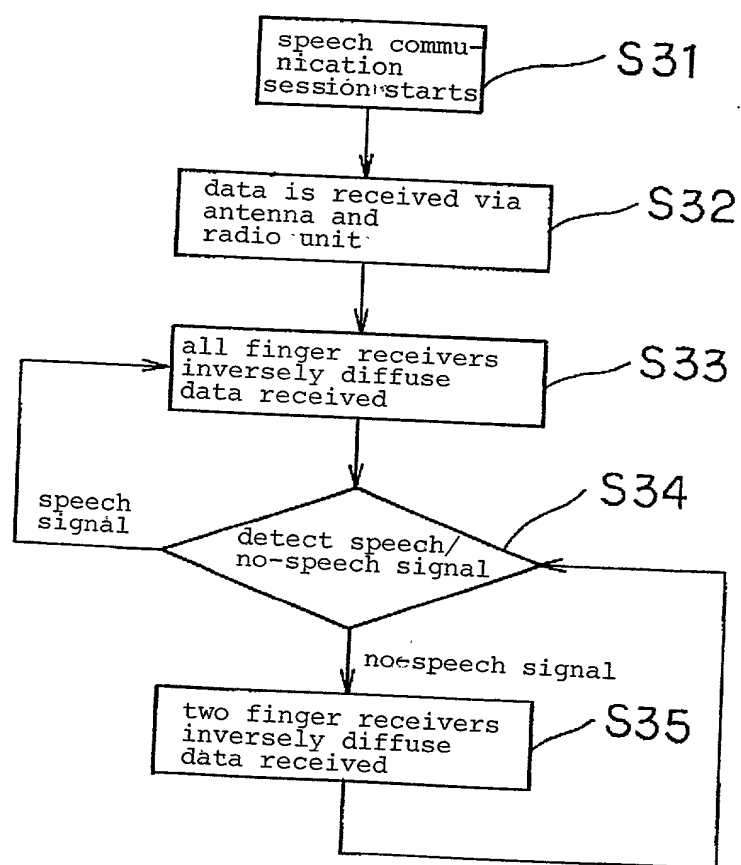 speech commu-
nication
session starts
S31
data is received via
antenna and
radio unit
S32
all finger receivers
inversely diffuse
data received
S33
speech
signal
detect speech/
no-speech signal
S34
no-speech signal
two finger receivers
inversely diffuse
data received
S35